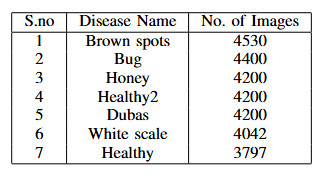 S.no Disease Name No. of Images
1 Brown spots 4530
2 Bug 4400
3 Honey 4200
4 Healthy2 4200
5 Dubas 4200
6 White scale 4042
7 Healthy 3797